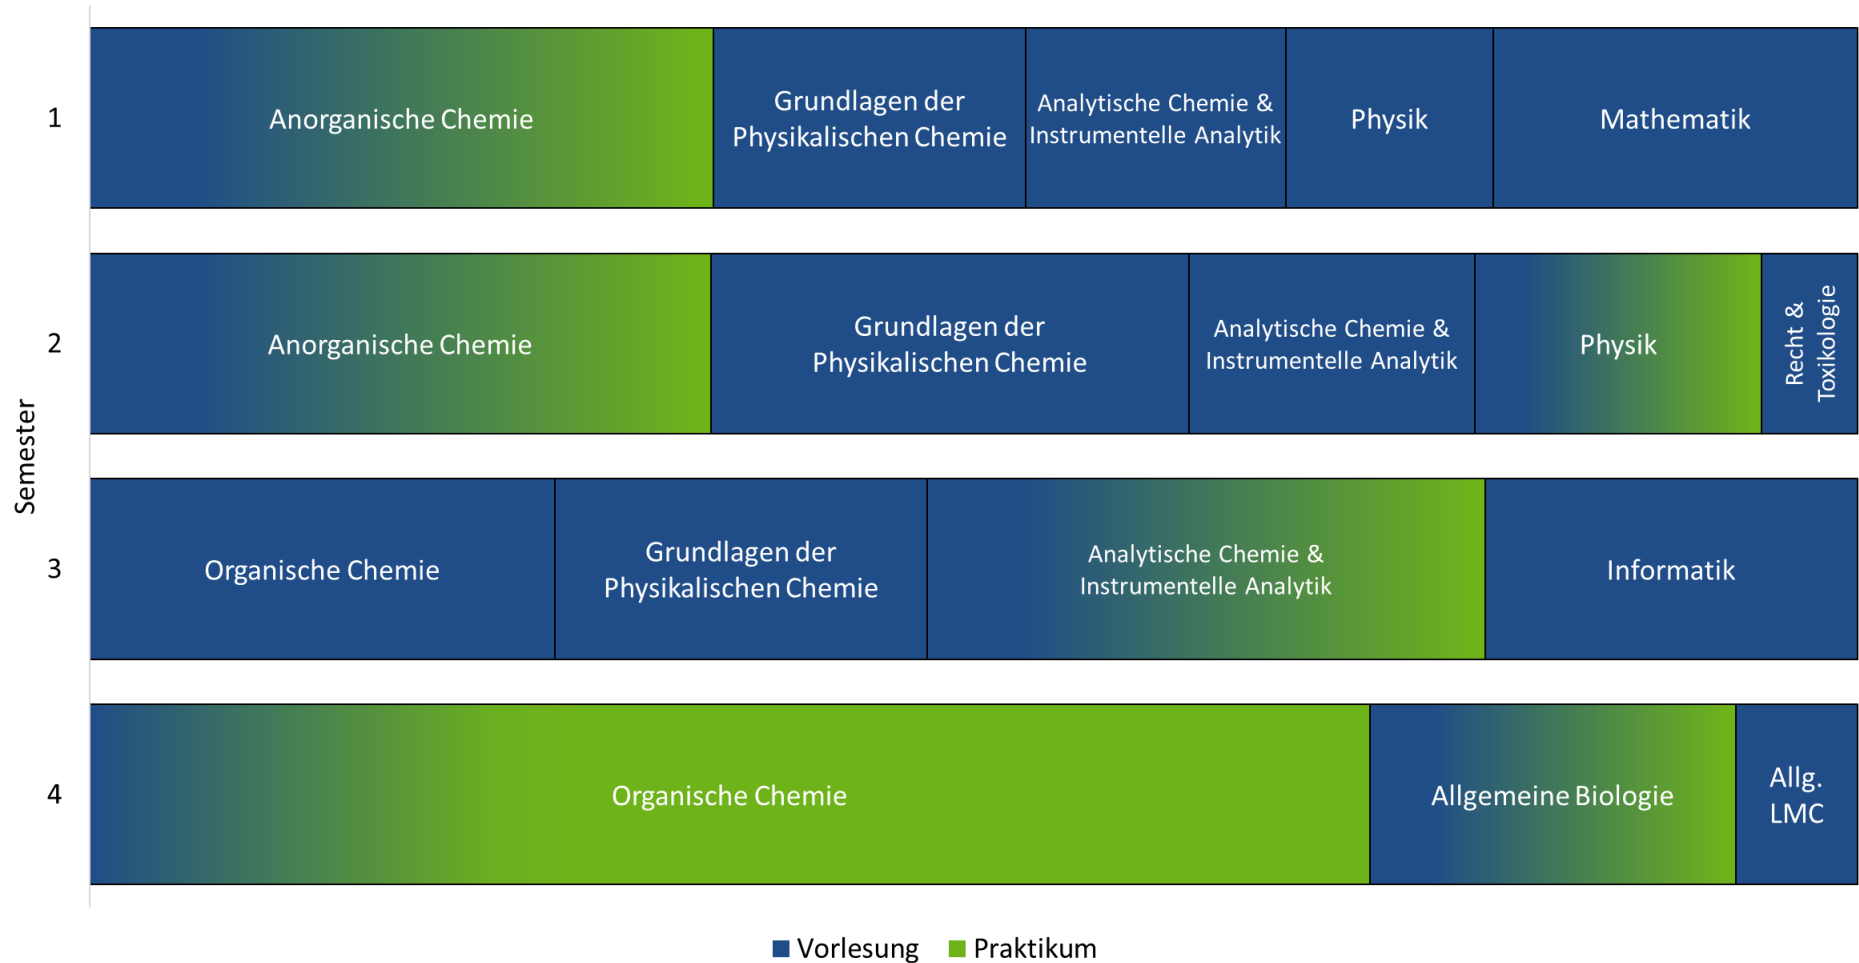 1
Anorganische Chemie
Grundlagen der
Physikalischen Chemie
Analytische Chemie &
Instrumentelle Analytik
Physik
Mathematik
2
Anorganische Chemie
Grundlagen der
Physikalischen Chemie
Analytische Chemie &
Instrumentelle Analytik
Physik
Recht &
Toxikologie
Semester
3
Organische Chemie
Grundlagen der
Physikalischen Chemie
Analytische Chemie &
Instrumentelle Analytik
Informatik
4
Organische Chemie
Allgemeine Biologie
Allg.
LMC
Vorlesung
Praktikum